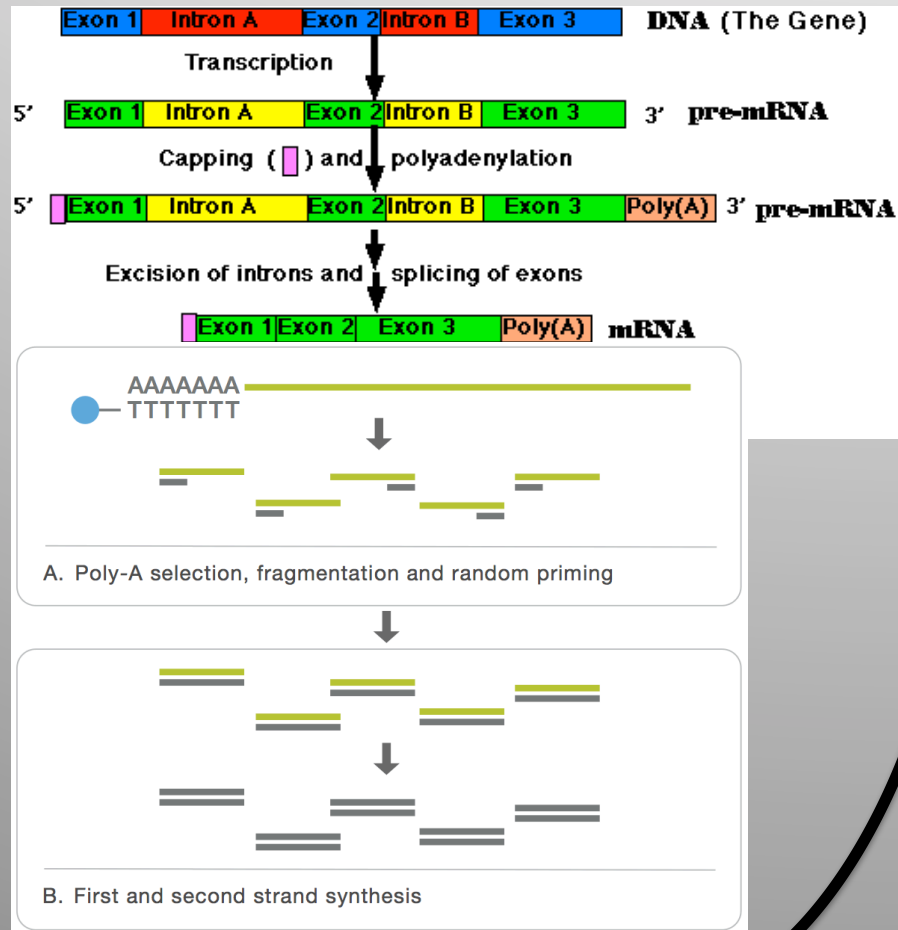 Exon 1 Intron A Exon 2 Intron B Exon 3 DNA (The Gene)
Transcription
5' Exon 1 Intron A Exon 2 Intron B Exon 3 3' pre-mRNA
Capping ( ) and polyadenylation
5' Exon 1 Intron A Exon 2 Intron B Exon 3 Poly(A) 3' pre-mRNA
Excision of introns and splicing of exons
Exon 1 Exon 2 Exon 3 Poly(A) mRNA
AAAAAAA
TTTTTTT
A. Poly-A selection, fragmentation and random priming
B. First and second strand synthesis